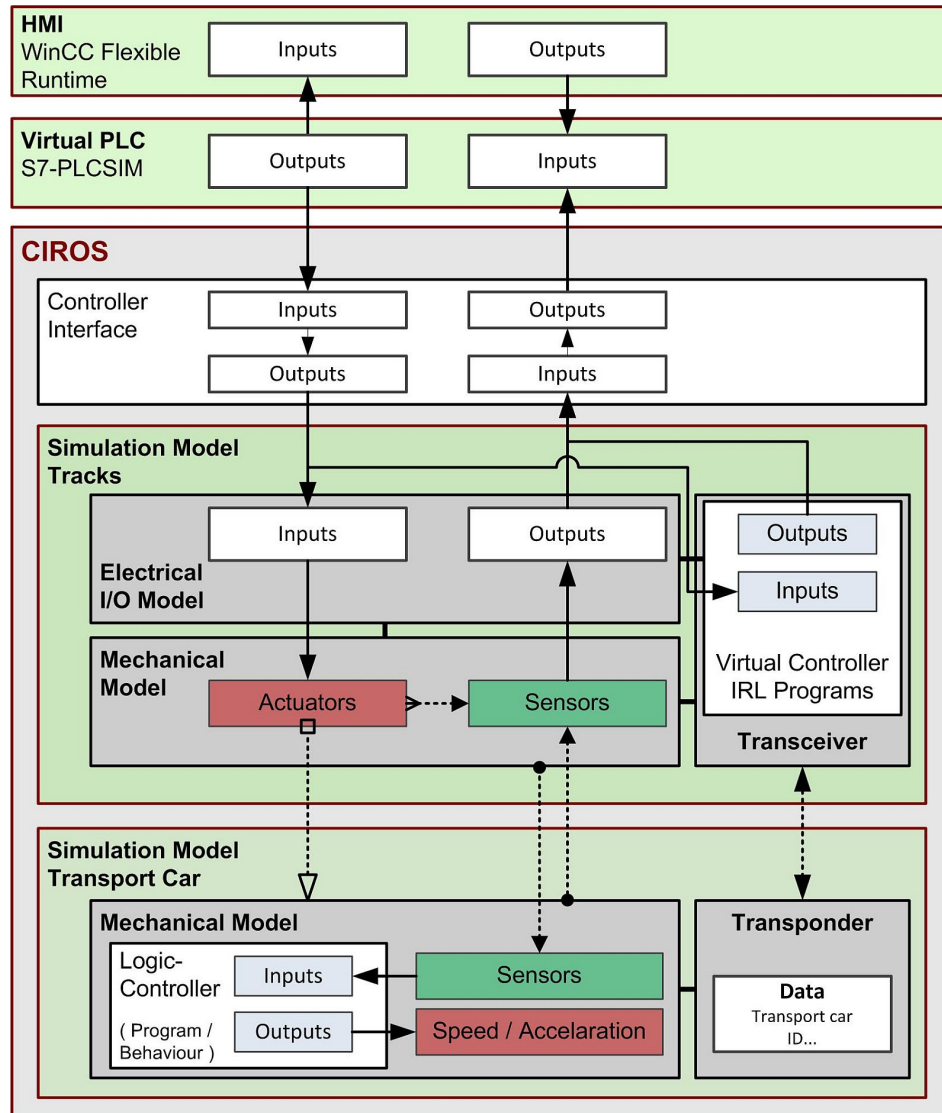 HMI
WinCC Flexible
Runtime
Inputs
Outputs
Virtual PLC
S7-PLCSIM
Outputs
Inputs
CIROS
Controller
Interface
Inputs
Outputs
Outputs
Inputs
Simulation Model
Tracks
Inputs
Outputs
Electrical
I/O Model
Outputs
Inputs
Virtual Controller
IRL Programs
Transceiver
Mechanical
Model
Actuators
Sensors
Simulation Model
Transport Car
Mechanical Model
Logic-
Controller
( Program /
Behaviour )
Inputs
Outputs
Sensors
Speed / Accelaration
Transponder
Data
Transport car
ID...